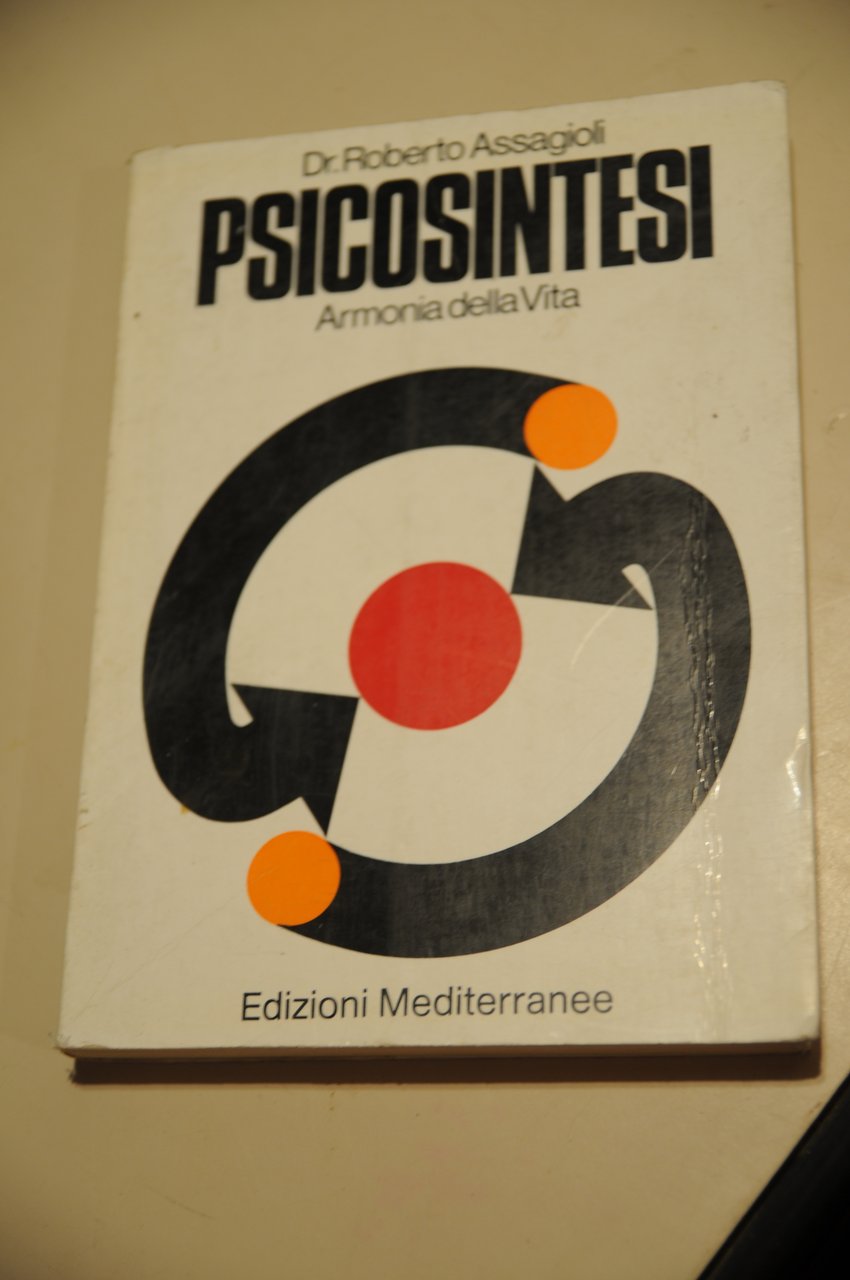 Dr. Roberto Assagioli
PSICOSINTESI
Armonia della Vita
Edizioni Mediterranee